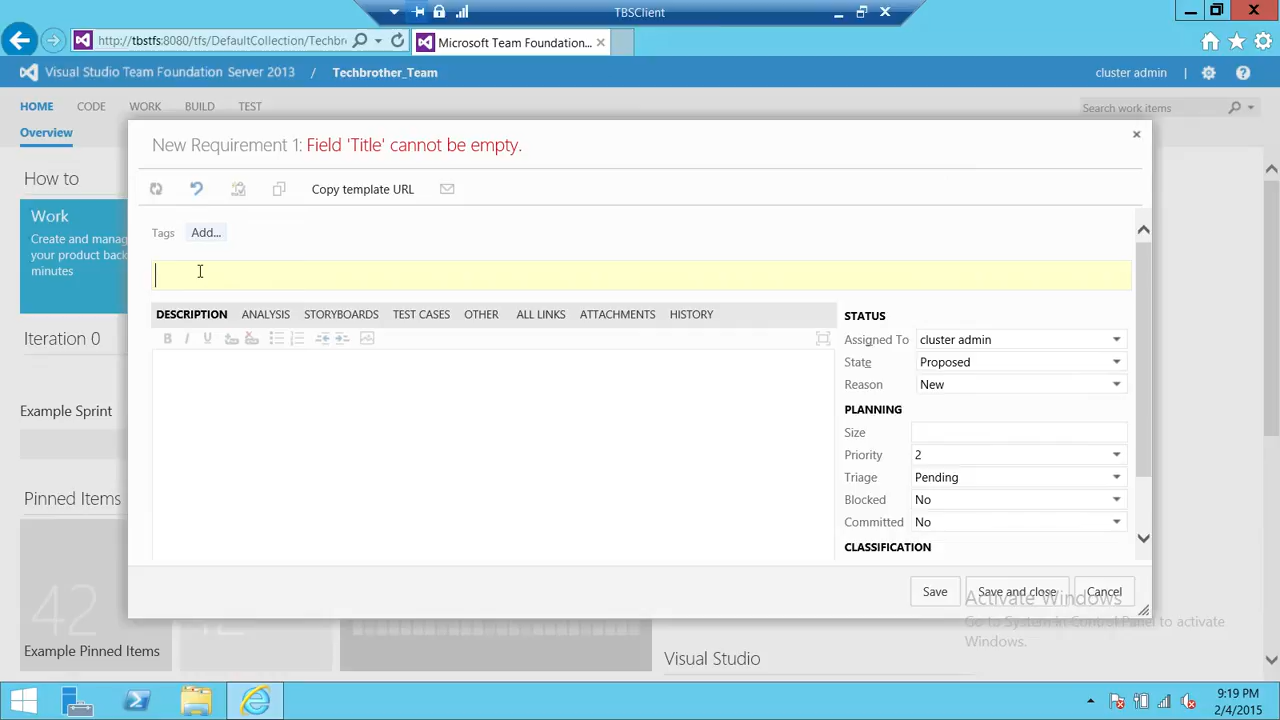 TBSClient
http://tbstfs:8080/tfs/DefaultCollection/Techbr
Microsoft Team Foundation...
Visual Studio Team Foundation Server 2013 / Techbrother_Team
cluster admin
HOME CODE WORK BUILD TEST
Search work items
Overview
New Requirement 1: Field 'Title' cannot be empty.
How to
Copy template URL
Work
Create and manag
your product back
minutes
Tags Add...
DESCRIPTION ANALYSIS STORYBOARDS TEST CASES OTHER ALL LINKS ATTACHMENTS HISTORY
STATUS
B I U
Assigned To cluster admin
Iteration 0
State Proposed
Reason New
Example Sprint
PLANNING
Size
Priority 2
Triage Pending
Pinned Items
Blocked No
Committed No
CLASSIFICATION
Save Save and close Cancel
Activate Windows
Go to System in Control Panel to activate
Windows.
42
Example Pinned Items
Visual Studio
9:19 PM
2/4/2015